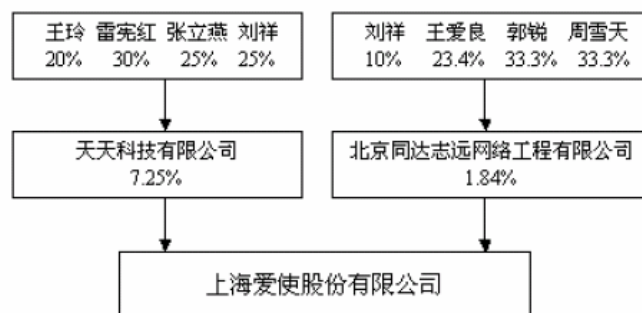 王玲 雷宪红 张立燕 刘祥
20% 30% 25% 25%
刘祥 王爱良 郭锐 周雪天
10% 23.4% 33.3% 33.3%
天天科技有限公司
7.25%
北京同达志远网络工程有限公司
1.84%
上海爱使股份有限公司